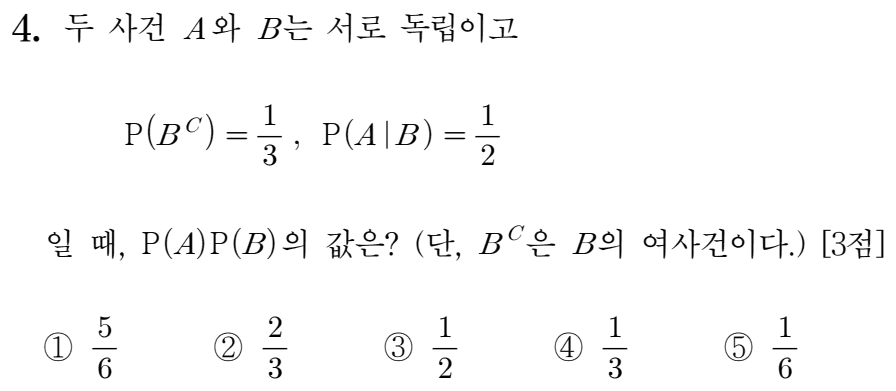 4. 두 사건 A와 B는 서로 독립이고
P(B^C) = 1/3, P(A|B) = 1/2
일 때, P(A)P(B)의 값은? (단, B^C은 B의 여사건이다.) [3점]
① 5/6 ② 2/3 ③ 1/2 ④ 1/3 ⑤ 1/6